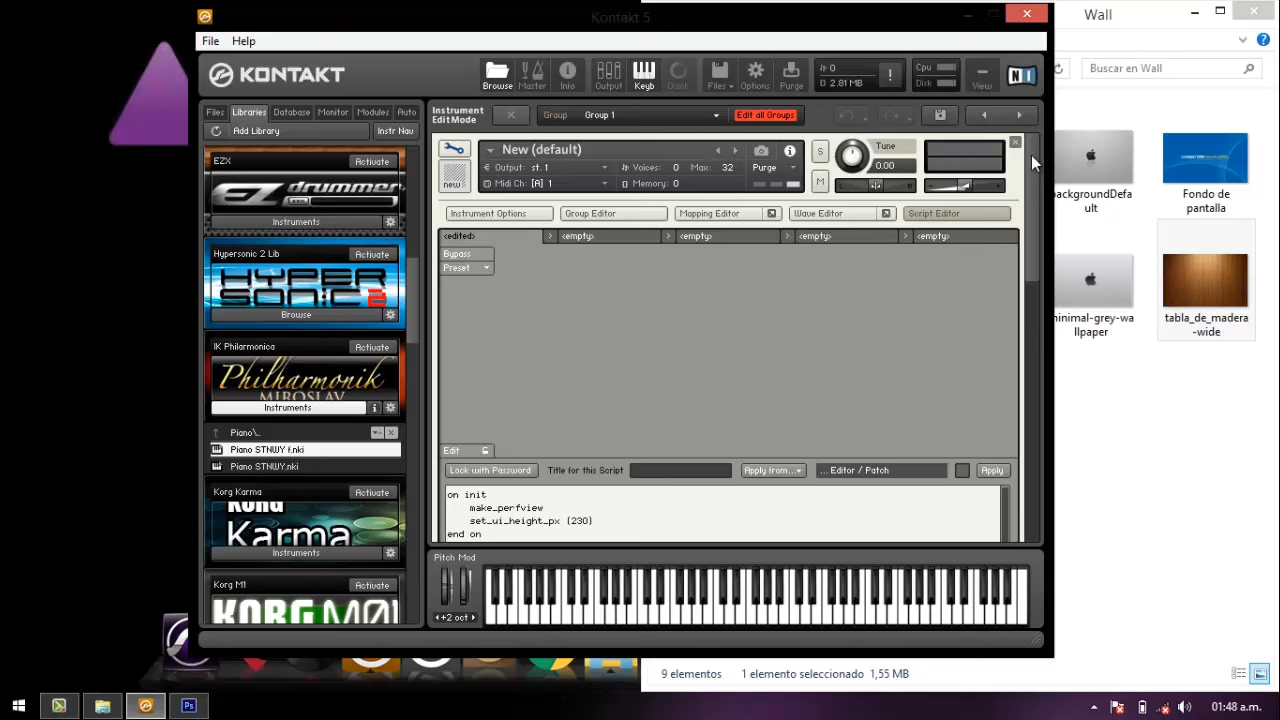 Kontakt 5
Wall
File Help
KONTAKT
Browse Master Info Output Keyb Quick Files Options Purge
0
2.81 MB
!
Cpu
Disk
View
NI
Buscar en Wall
Files Libraries Database Monitor Modules Auto
Add Library Instr Nav
EZX Activate
EZ drummer
Instruments
Hypersonic 2 Lib Activate
HYPER SONIC 2
Browse
IK Philarmonica Activate
Philharmonik
MIROSLAV
Instruments
Piano\..
Piano STNWY f.nki
Piano STNWY.nki
Korg Karma Activate
KORG
Karma
Instruments
Korg M1 Activate
KORG M1
Instrument
Edit Mode
Group Group 1 Edit all Groups
New (default)
Output: st. 1 Voices: 0 Max: 32
Midi Ch: [A] 1 Memory: 0
new
Purge
S
M
Tune
0.00
L R
Instrument Options Group Editor Mapping Editor Wave Editor Script Editor
<edited> <empty> <empty> <empty> <empty>
Bypass
Preset
Edit
Lock with Password Title for this Script Apply from... ... Editor / Patch Apply
on init
make_perfview
set_ui_height_px (230)
end on
Pitch Mod
+2 oct
backgroundDefa
ult
Fondo de
pantalla
minimal-grey-wa
llpaper
tabla_de_madera
-wide
9 elementos 1 elemento seleccionado 1,55 MB
Ps
01:48 a.m.